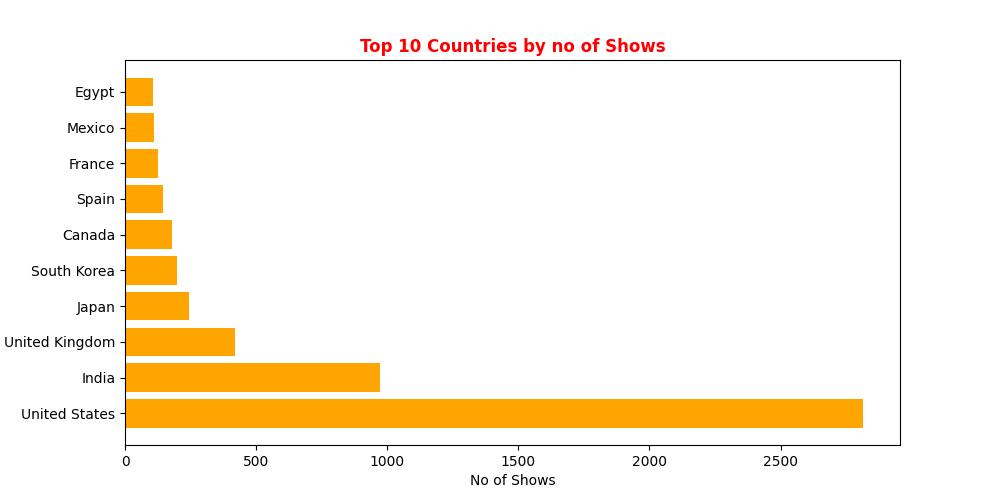 Top 10 Countries by no of Shows
Egypt
Mexico
France
Spain
Canada
South Korea
Japan
United Kingdom
India
United States
0 500 1000 1500 2000 2500
No of Shows